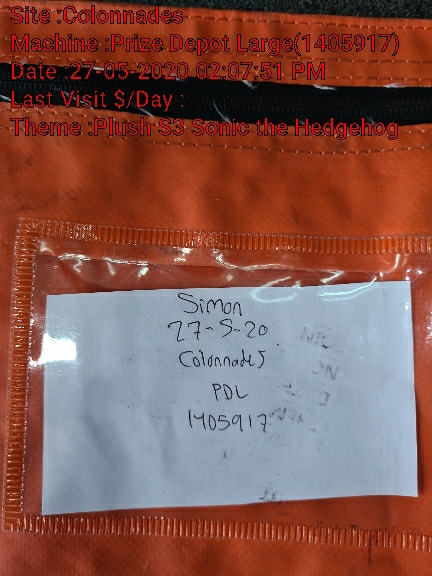 Site :Colonnades
Machine :Prize Depot Large(1405917)
Date :27-05-2020 02:07:51 PM
Last Visit $/Day :
Theme :Plush S3 Sonic the Hedgehog
Simon
27-5-20
Colonnades
PDL
1405917